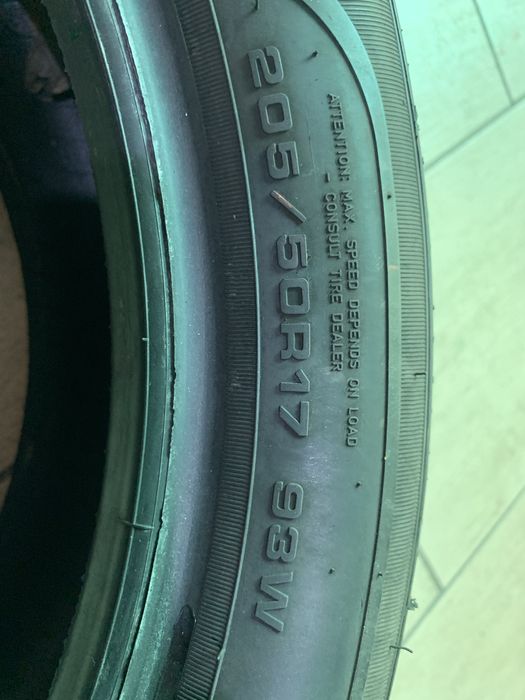 205/50R17 93W
ATTENTION: MAX. SPEED DEPENDS ON LOAD
- CONSULT TIRE DEALER